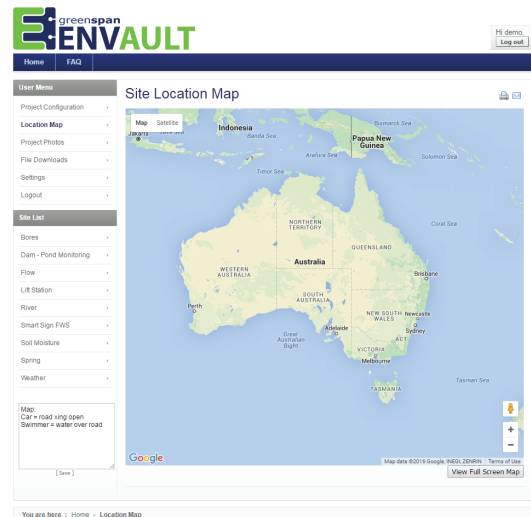 greenspan
ENVAULT
Hi demo,
Log out
Home FAQ
User Menu
Project Configuration
Location Map
Project Photos
File Downloads
Settings
Logout
Site List
Bores
Dam - Pond Monitoring
Flow
Lift Station
River
Smart Sign FWS
Soil Moisture
Spring
Weather
Map:
Car = road xing open
Swimmer = water over road
[ Save ]
Site Location Map
Map Satellite
Jakarta
Indonesia
Banda Sea
Arafura Sea
Timor Sea
Bismarck Sea
Papua New
Guinea
Solomon Sea
Coral Sea
NORTHERN
TERRITORY
QUEENSLAND
Australia
WESTERN
AUSTRALIA
SOUTH
AUSTRALIA
Brisbane
Perth
NEW SOUTH
WALES
Newcastle
Sydney
Adelaide
ACT
Great
Australian
Bight
VICTORIA
Melbourne
TASMANIA
Tasman Sea
+
−
Google
Map data ©2016 Google, INEGI, ZENRIN Terms of Use
View Full Screen Map
You are here : Home › Location Map